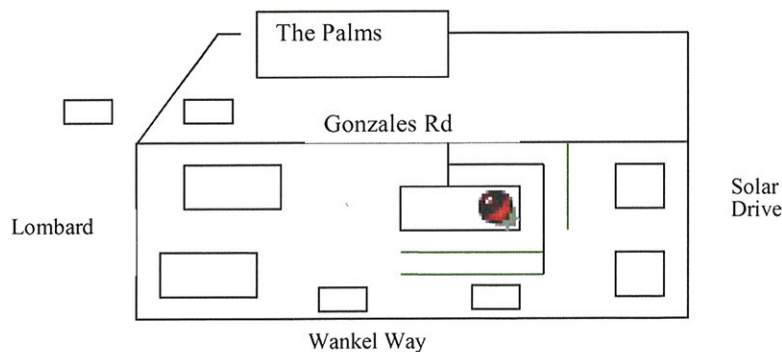 The Palms
Gonzales Rd
Solar
Drive
Lombard
Wankel Way